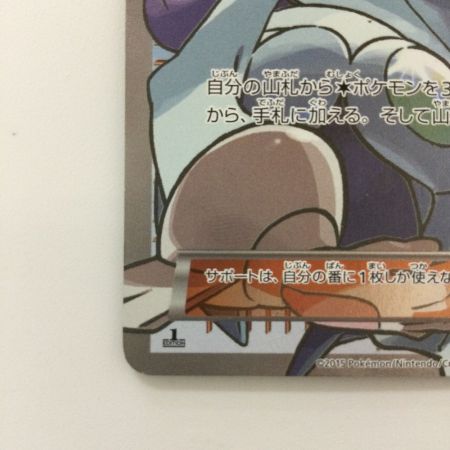 自分の山札から✶ポケモンを3
から、手札に加える。そして山
サポートは、自分の番に1枚しか使えな
1
EDITION
©2015 Pokémon/Nintendo/C